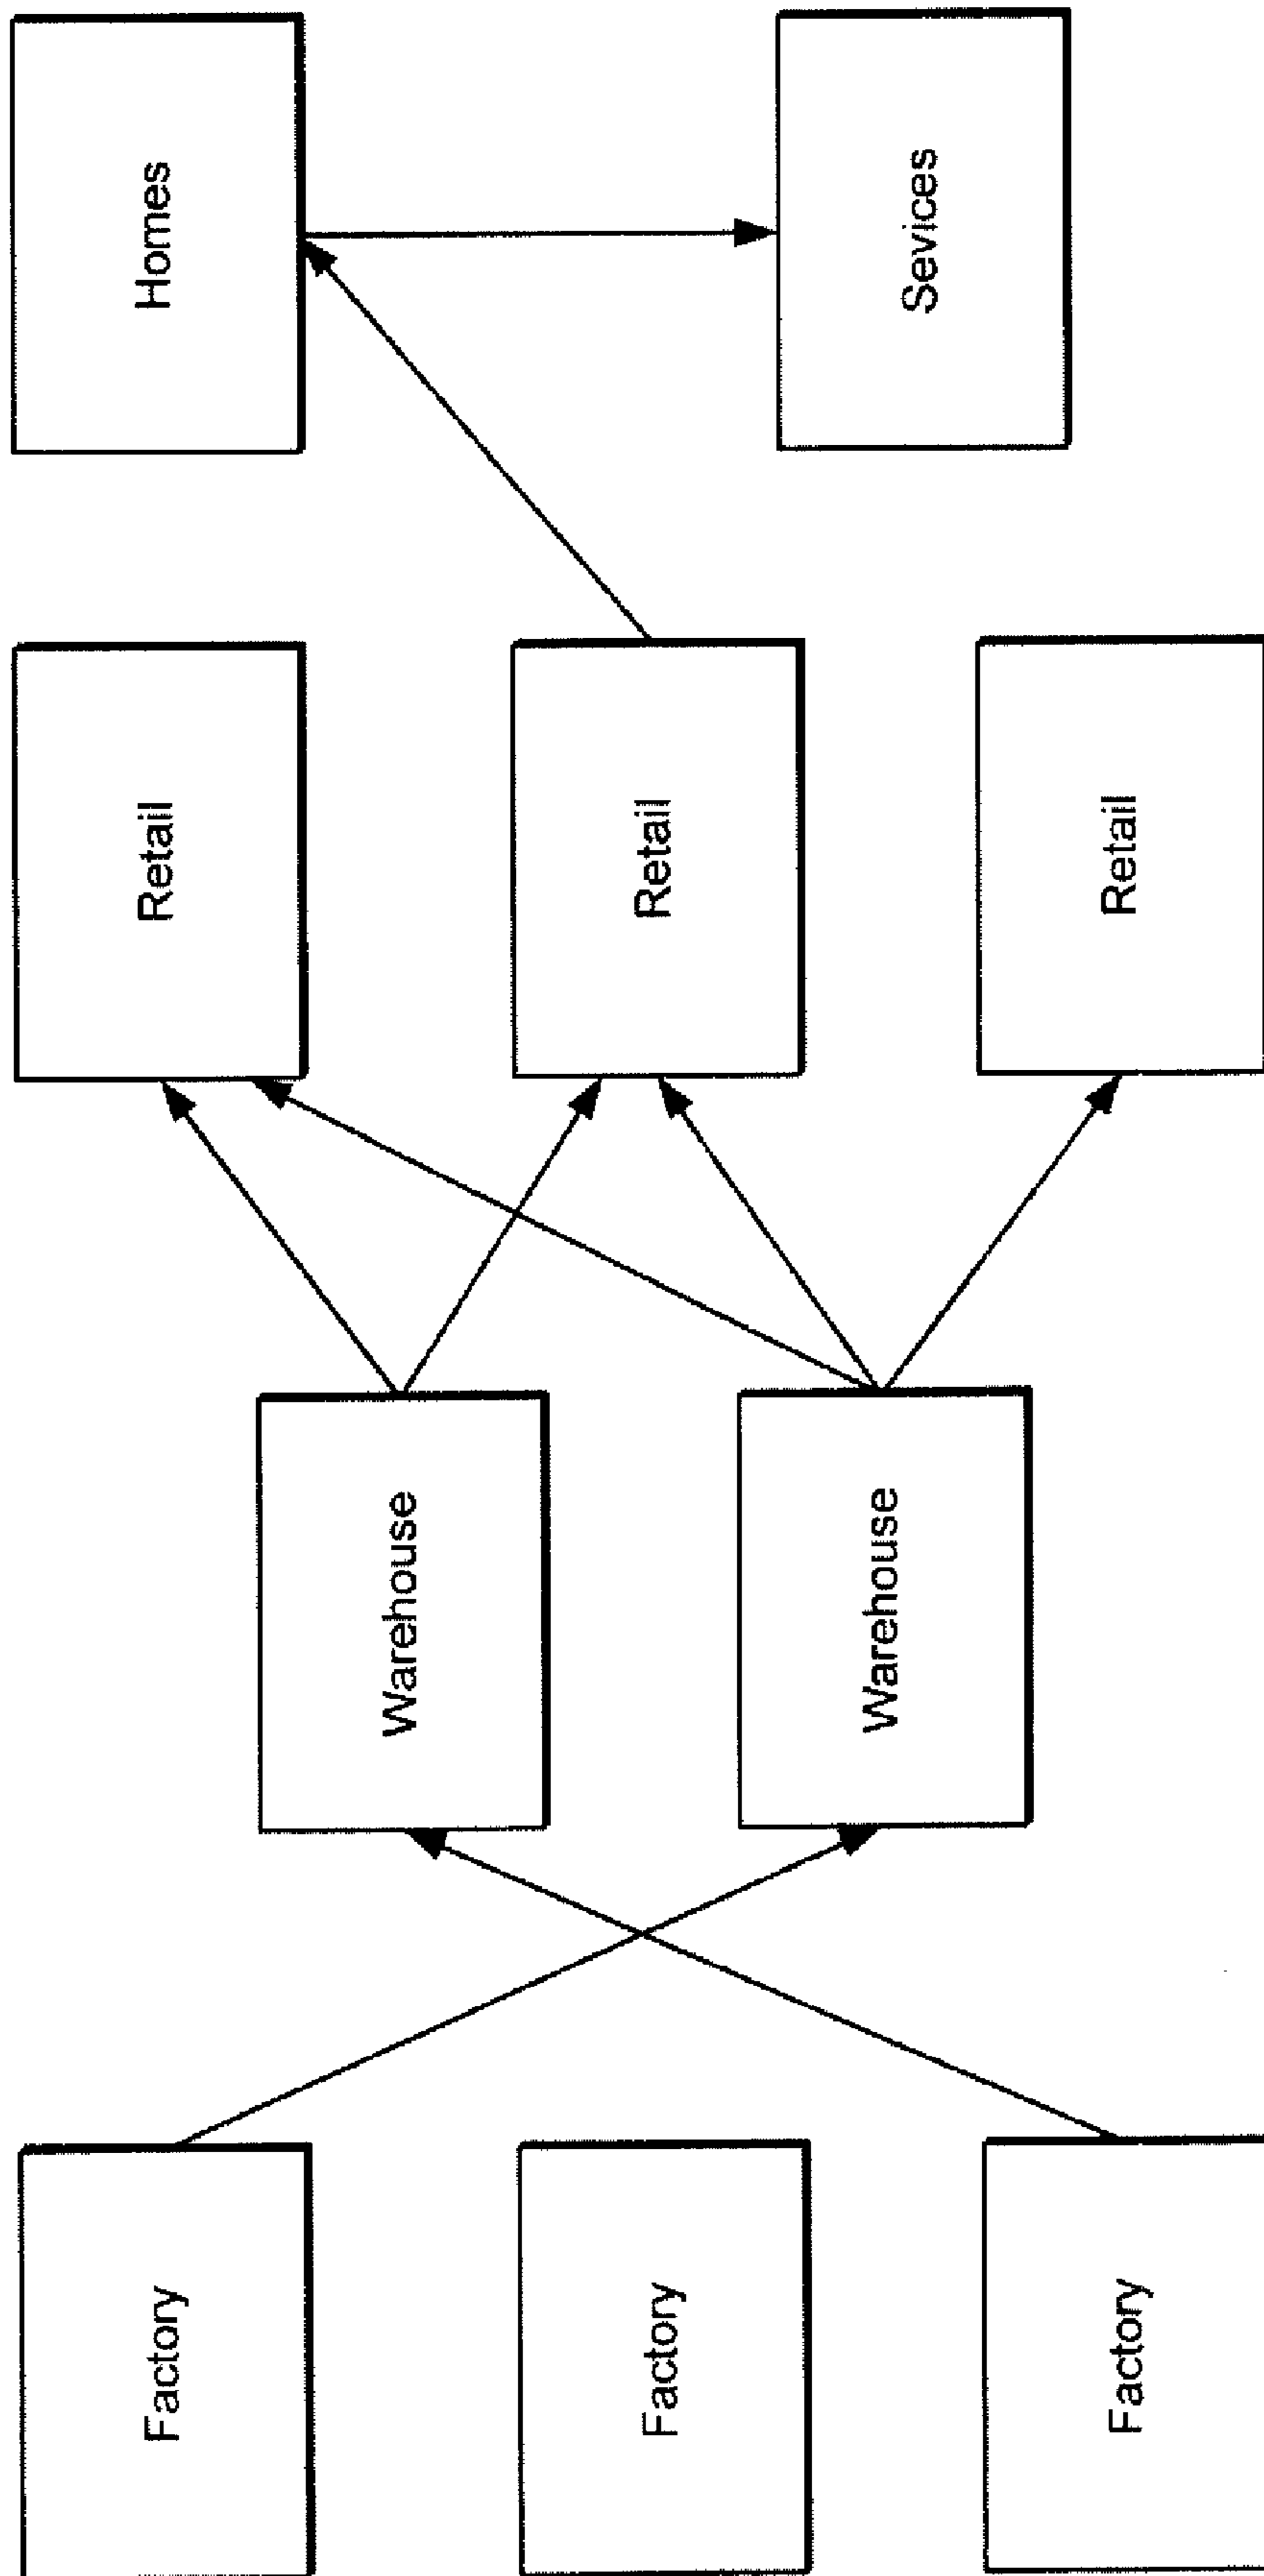 Factory
Factory
Factory
Warehouse
Warehouse
Retail
Retail
Retail
Homes
Sevices